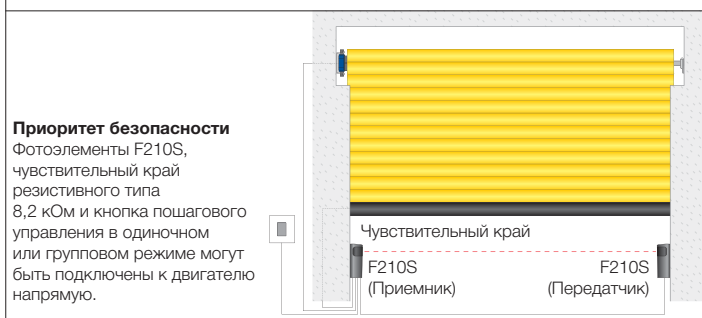 Приоритет безопасности
Фотоэлементы F210S,
чувствительный край
резистивного типа
8,2 кОм и кнопка пошагового
управления в одиночном
или групповом режиме могут
быть подключены к двигателю
напрямую.
Чувствительный край
F210S
(Приемник)
F210S
(Передатчик)